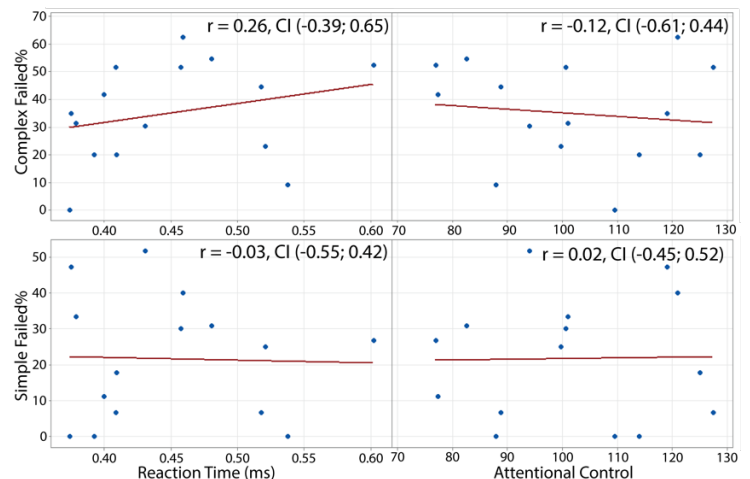 r = 0.26, CI (-0.39; 0.65)
r = -0.12, CI (-0.61; 0.44)
Complex Failed%
70
60
50
40
30
20
10
0
0.40 0.45 0.50 0.55 0.60
70 80 90 100 110 120 130
r = -0.03, CI (-0.55; 0.42)
r = 0.02, CI (-0.45; 0.52)
Simple Failed%
50
40
30
20
10
0
0.40 0.45 0.50 0.55 0.60
70 80 90 100 110 120 130
Reaction Time (ms)
Attentional Control